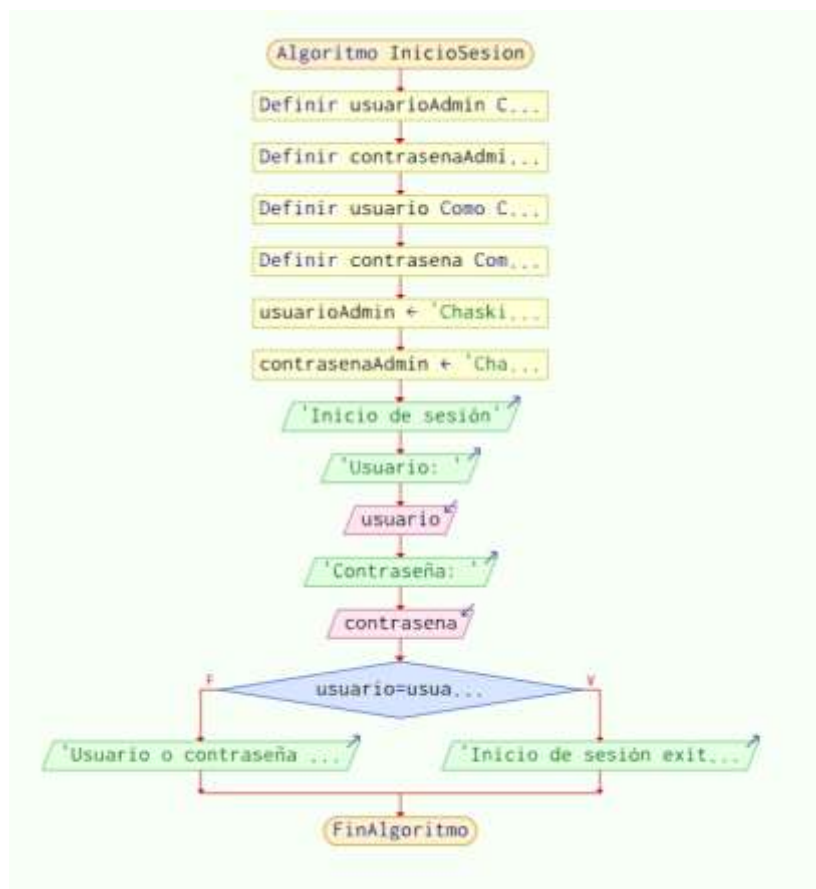 Algoritmo InicioSesion
Definir usuarioAdmin C...
Definir contrasenaAdmi...
Definir usuario Como C...
Definir contrasena Com...
usuarioAdmin ← 'Chaski...
contrasenaAdmin ← 'Cha...
'Inicio de sesión'
'Usuario: '
usuario
'Contraseña: '
contrasena
F
V
usuario=usua...
'Usuario o contraseña ...
'Inicio de sesión exit...
FinAlgoritmo